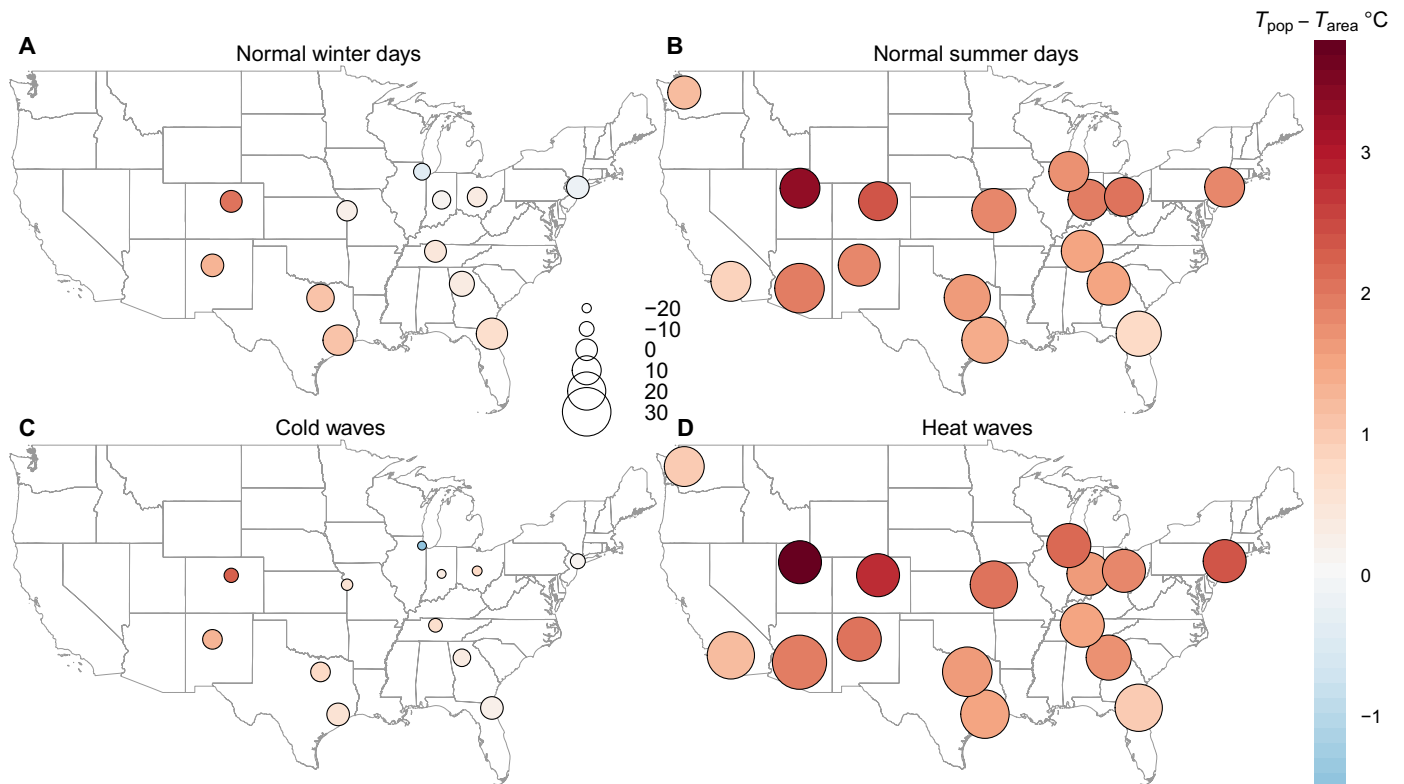 T_pop – T_area °C
A
Normal winter days
B
Normal summer days
3
2
1
0
−1
−20
−10
0
10
20
30
C
Cold waves
D
Heat waves